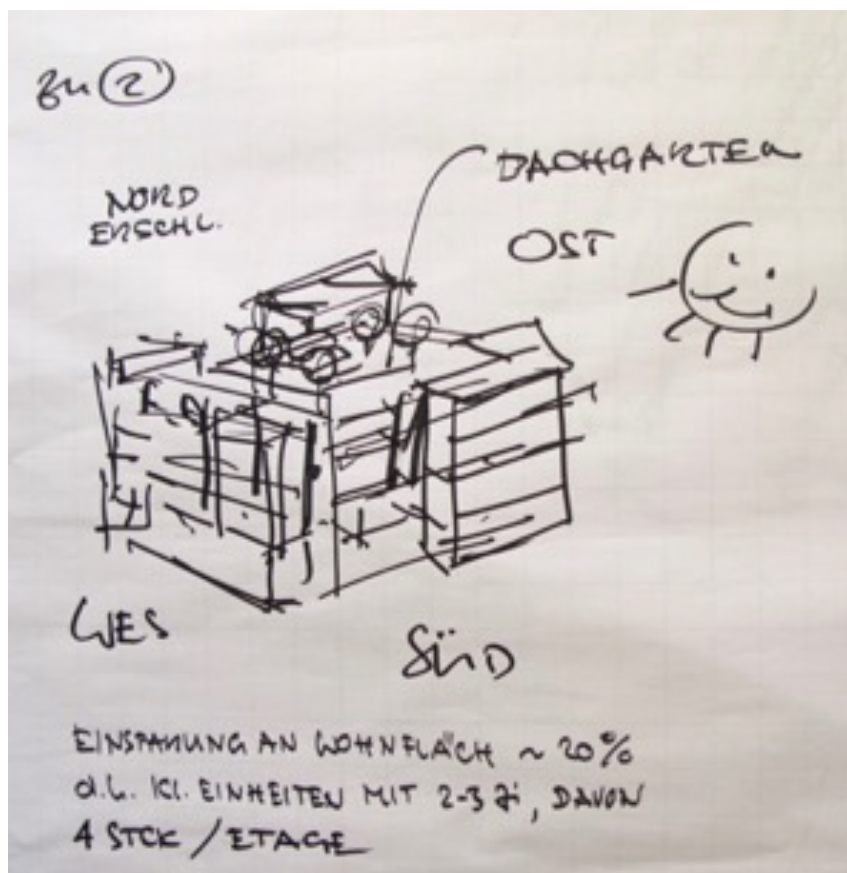 zu 2
DACHGARTEN
NORD
ERSCHL.
OST
WES
SÜD
EINSPARUNG AN WOHNFLÄCH ~ 20%
d.h. KL. EINHEITEN MIT 2-3 Zi, DAVON
4 STCK / ETAGE